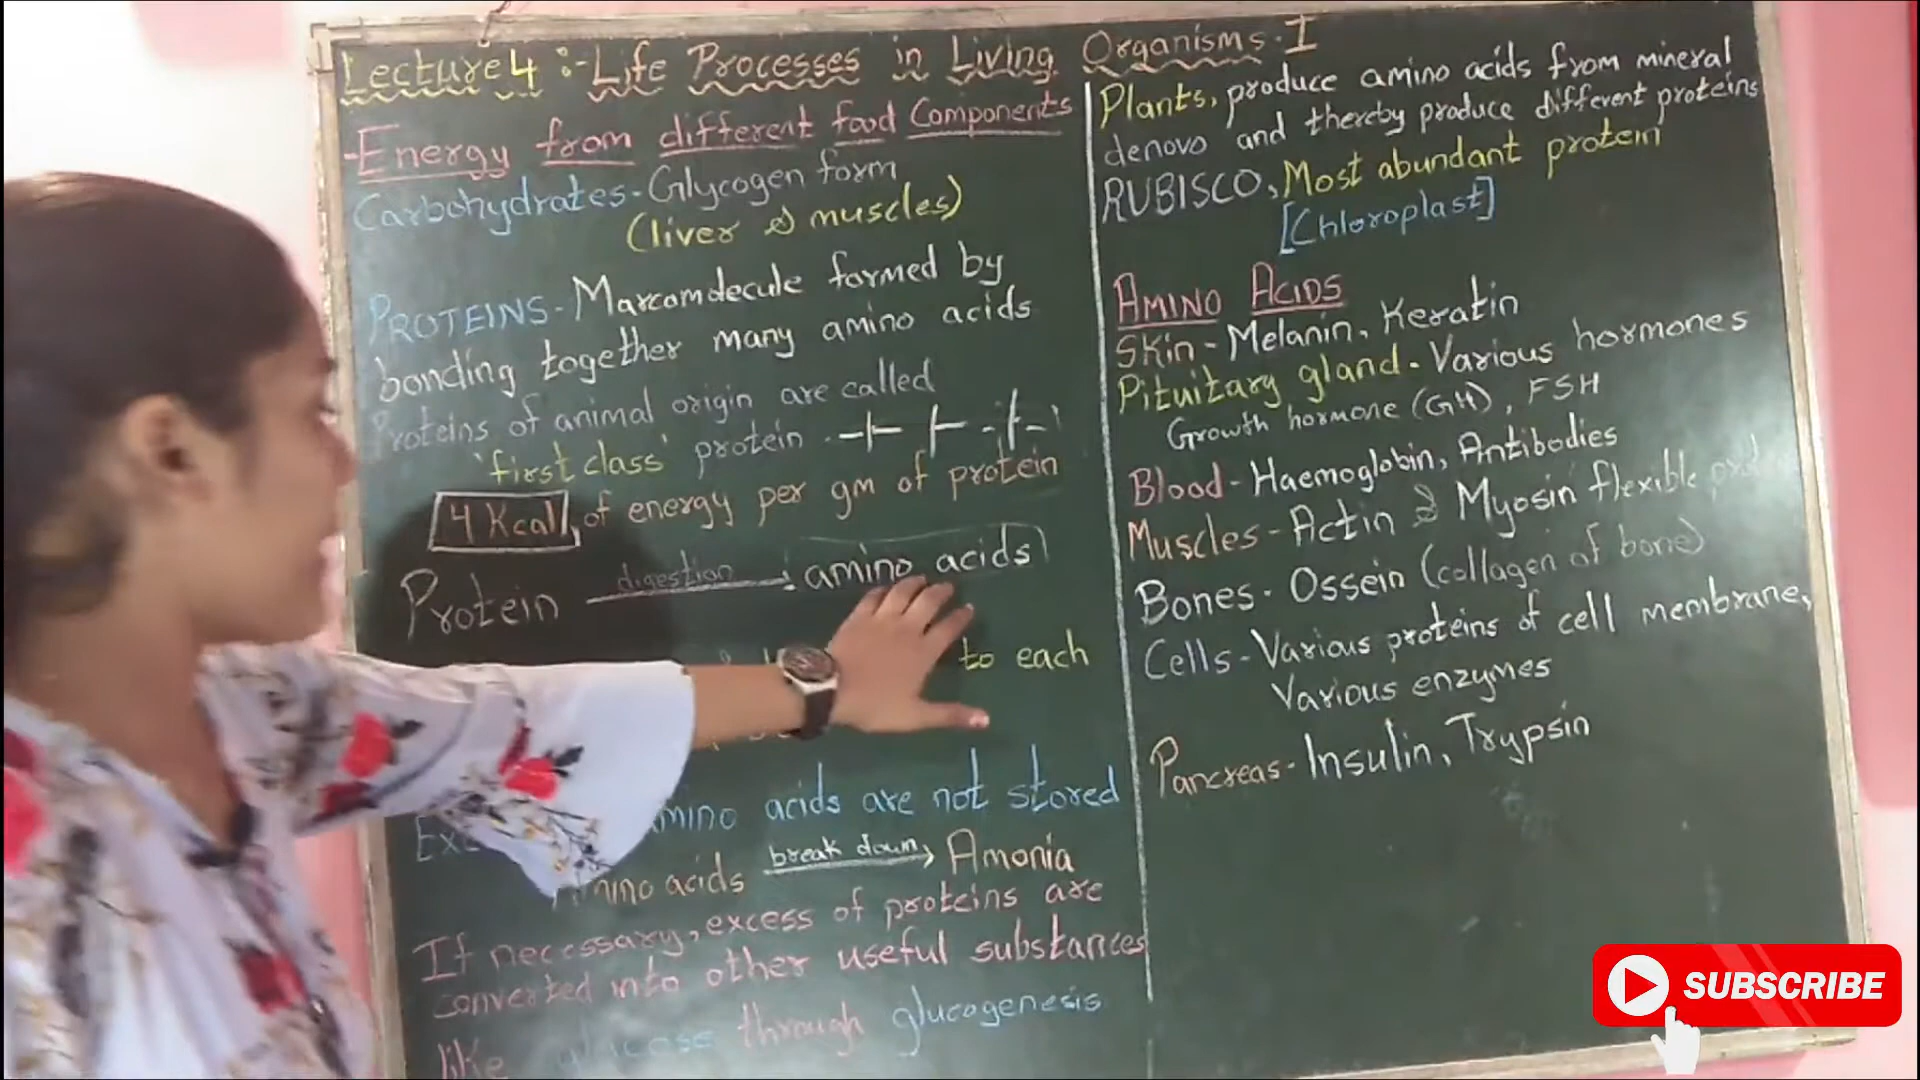 Lecture 4 :- Life Processes in Living Organisms - I
- Energy from different food Components
Carbohydrates - Glycogen form
(liver & muscles)
PROTEINS - Marcomdecule formed by
bonding together many amino acids
Proteins of animal origin are called
'first class' protein
4 Kcal, of energy per gm of protein
Protein digestion amino acids
to each
amino acids are not stored
Amino acids break down Amonia
If necessary, excess of proteins are
converted into other useful substances
like glucose through glucogenesis
Plants, produce amino acids from mineral
denovo and thereby produce different proteins
RUBISCO, Most abundant protein
[Chloroplast]
AMINO ACIDS
Skin - Melanin, Keratin
Pituitary gland - Various hormones
Growth hormone (GH), FSH
Blood - Haemoglobin, Antibodies
Muscles - Actin & Myosin flexible
Bones - Ossein (collagen of bone)
Cells - Various proteins of cell membrane,
Various enzymes
Pancreas - Insulin, Trypsin
SUBSCRIBE